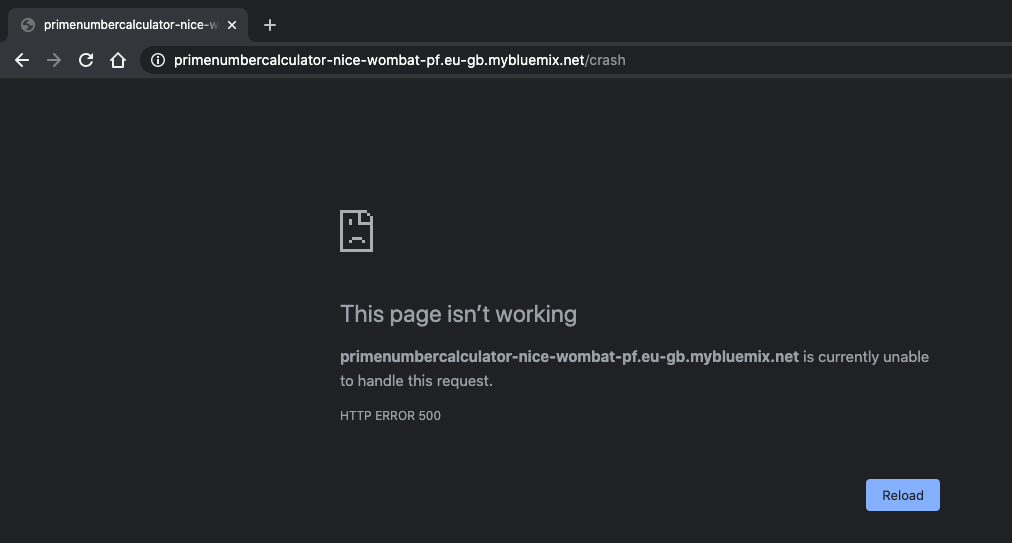 primenumbercalculator-nice-w
primenumbercalculator-nice-wombat-pf.eu-gb.mybluemix.net/crash
This page isn’t working
primenumbercalculator-nice-wombat-pf.eu-gb.mybluemix.net is currently unable
to handle this request.
HTTP ERROR 500
Reload